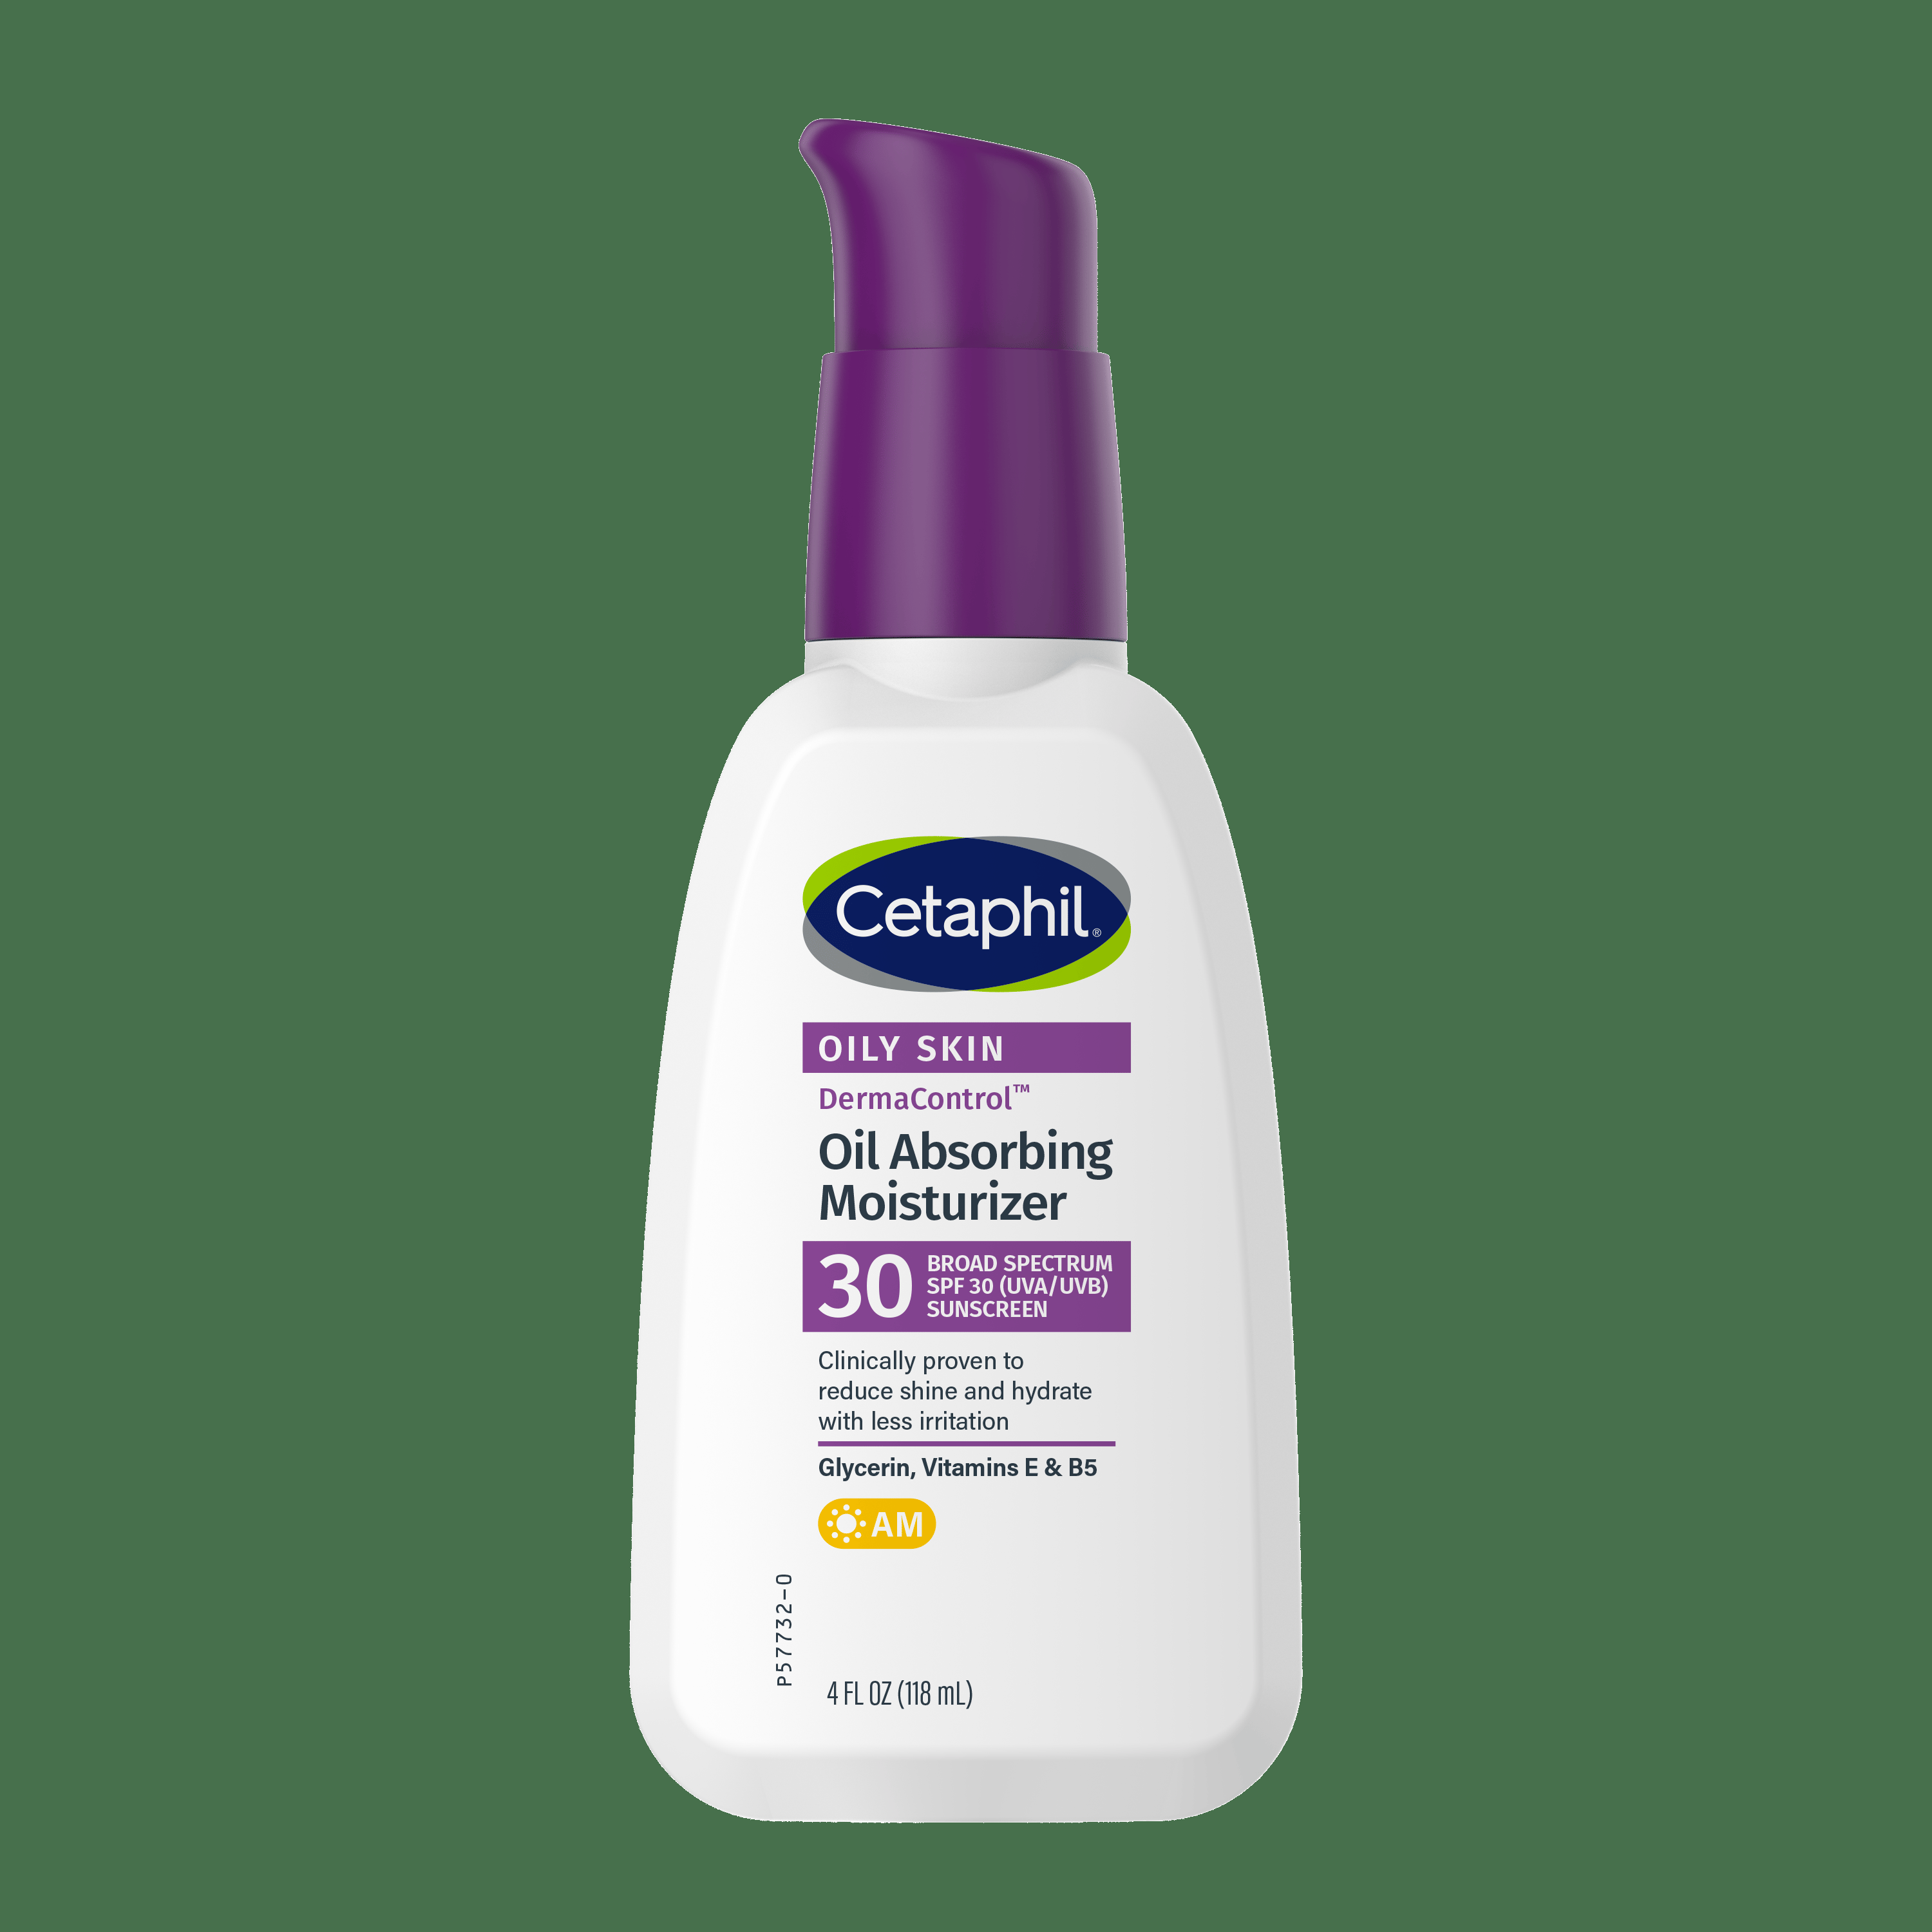 Cetaphil®
OILY SKIN
DermaControl™
Oil Absorbing
Moisturizer
30
BROAD SPECTRUM
SPF 30 (UVA/UVB)
SUNSCREEN
Clinically proven to
reduce shine and hydrate
with less irritation
Glycerin, Vitamins E & B5
AM
P57732-0
4 FL OZ (118 mL)